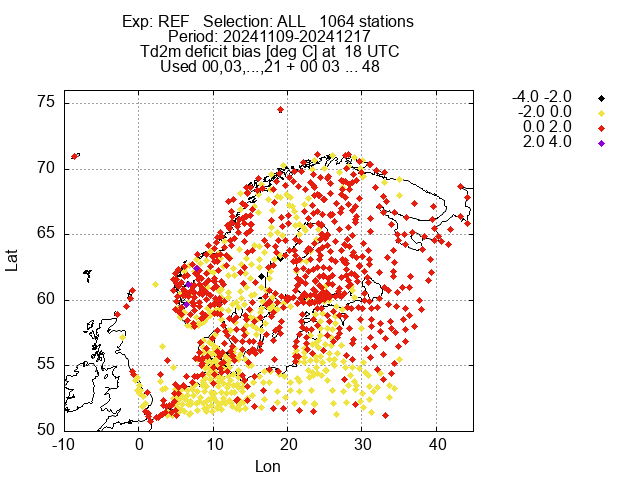 Exp: REF   Selection: ALL   1064 stations
Period: 20241109-20241217
Td2m deficit bias [deg C] at  18 UTC
Used 00,03,...,21 + 00 03 ... 48
-4.0 -2.0
-2.0 0.0
0.0 2.0
2.0 4.0
75
70
65
60
55
50
Lat
-10 0 10 20 30 40
Lon